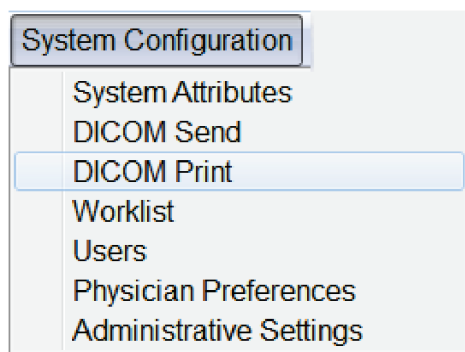 System Configuration
System Attributes
DICOM Send
DICOM Print
Worklist
Users
Physician Preferences
Administrative Settings